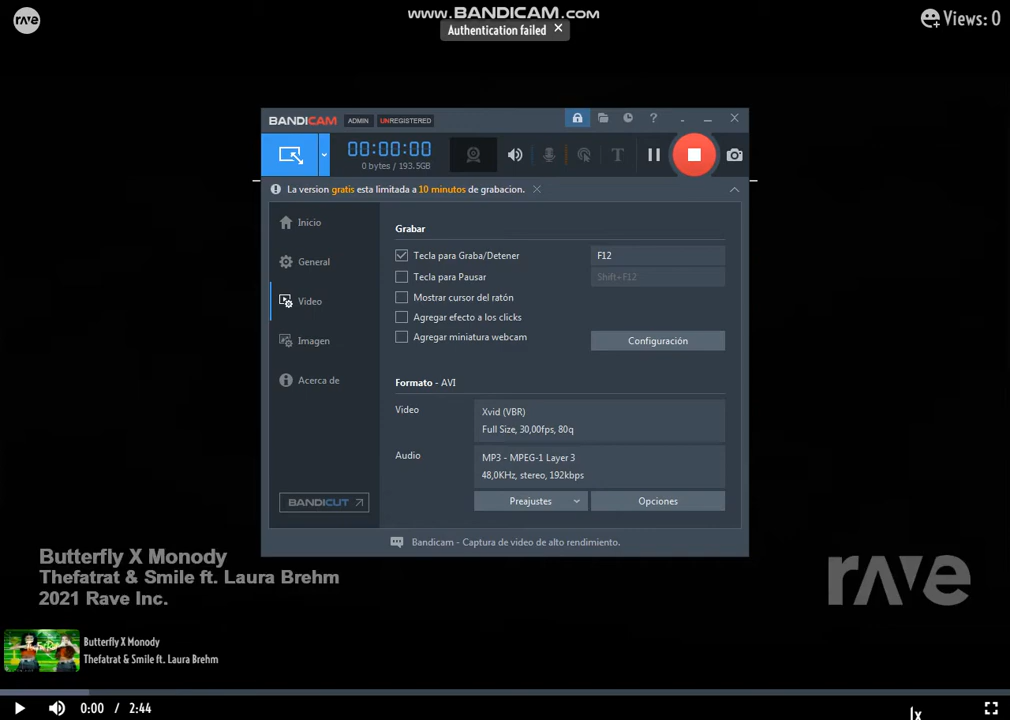 rave
www.BANDICAM.com
Views: 0
Authentication failed
BANDICAM
ADMIN
UNREGISTERED
?
00:00:00
0 bytes / 193.5GB
T
La version gratis esta limitada a 10 minutos de grabacion.
Inicio
General
Video
Imagen
Acerca de
BANDICUT
Grabar
Tecla para Graba/Detener
F12
Tecla para Pausar
Shift+F12
Mostrar cursor del ratón
Agregar efecto a los clicks
Agregar miniatura webcam
Configuración
Formato - AVI
Video
Xvid (VBR)
Full Size, 30,00fps, 80q
Audio
MP3 - MPEG-1 Layer 3
48,0KHz, stereo, 192kbps
Preajustes
Opciones
Bandicam - Captura de video de alto rendimiento.
Butterfly X Monody
Thefatrat & Smile ft. Laura Brehm
2021 Rave Inc.
rave
Butterfly X Monody
Thefatrat & Smile ft. Laura Brehm
0:00 / 2:44
1x